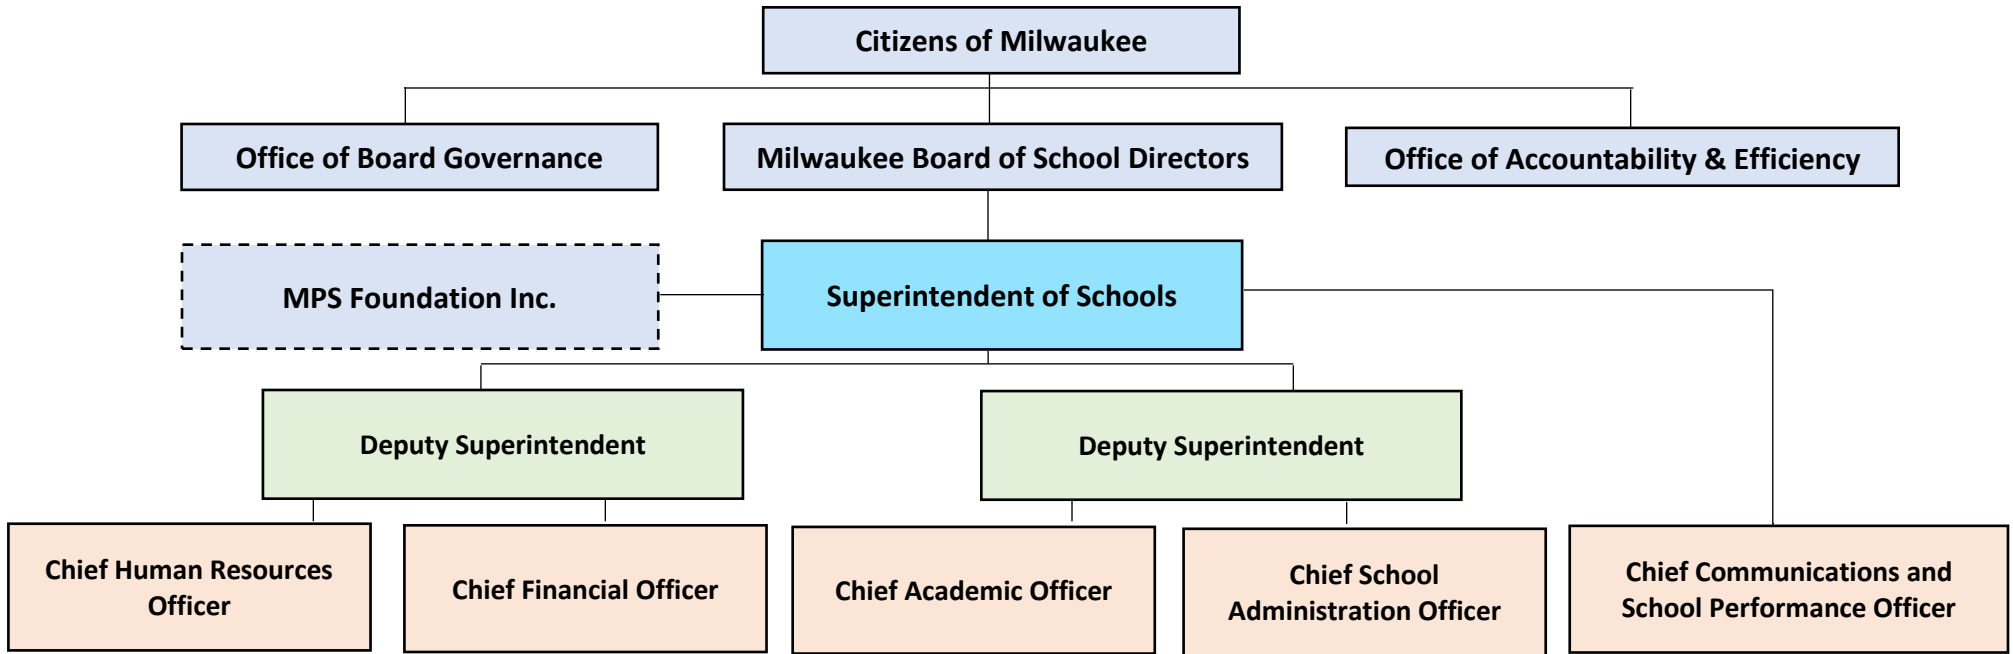 Citizens of Milwaukee
Office of Board Governance
Milwaukee Board of School Directors
Office of Accountability & Efficiency
MPS Foundation Inc.
Superintendent of Schools
Deputy Superintendent
Deputy Superintendent
Chief Human Resources
Officer
Chief Financial Officer
Chief Academic Officer
Chief School
Administration Officer
Chief Communications and
School Performance Officer